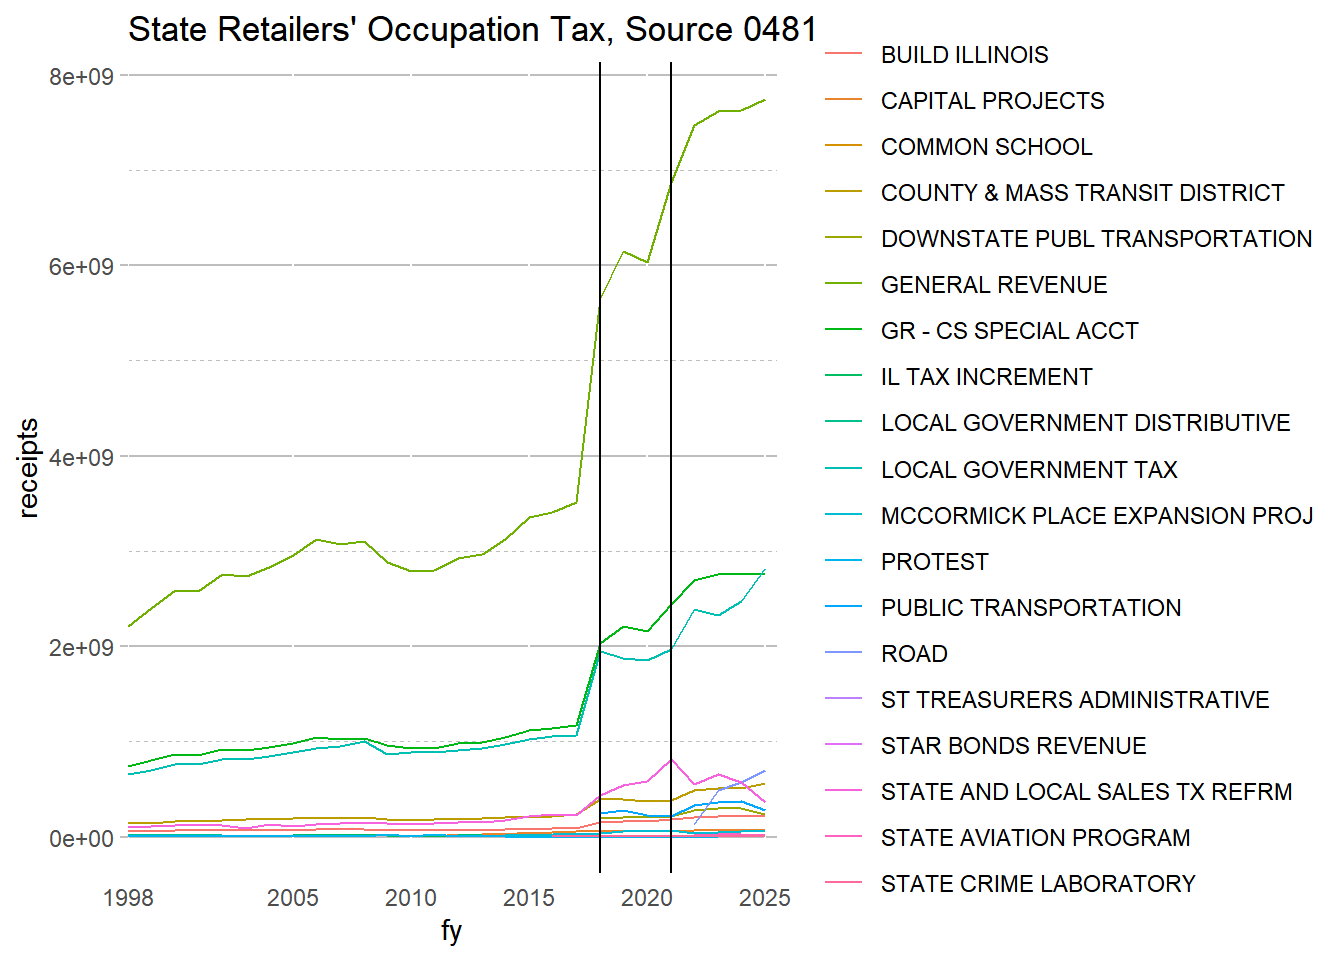 State Retailers' Occupation Tax, Source 0481
8e+09
6e+09
4e+09
2e+09
0e+00
receipts
1998
2005
2010
2015
2020
2025
fy
BUILD ILLINOIS
CAPITAL PROJECTS
COMMON SCHOOL
COUNTY & MASS TRANSIT DISTRICT
DOWNSTATE PUBL TRANSPORTATION
GENERAL REVENUE
GR - CS SPECIAL ACCT
IL TAX INCREMENT
LOCAL GOVERNMENT DISTRIBUTIVE
LOCAL GOVERNMENT TAX
MCCORMICK PLACE EXPANSION PROJ
PROTEST
PUBLIC TRANSPORTATION
ROAD
ST TREASURERS ADMINISTRATIVE
STAR BONDS REVENUE
STATE AND LOCAL SALES TX REFRM
STATE AVIATION PROGRAM
STATE CRIME LABORATORY